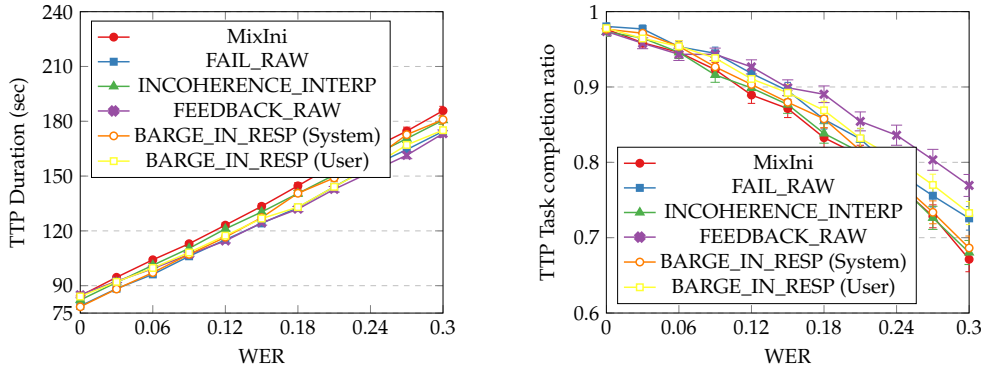 TTP Duration (sec)
240
210
180
150
120
90
75
MixIni
FAIL_RAW
INCOHERENCE_INTERP
FEEDBACK_RAW
BARGE_IN_RESP (System)
BARGE_IN_RESP (User)
0 0.06 0.12 0.18 0.24 0.3
WER
TTP Task completion ratio
1
0.9
0.8
0.7
0.6
MixIni
FAIL_RAW
INCOHERENCE_INTERP
FEEDBACK_RAW
BARGE_IN_RESP (System)
BARGE_IN_RESP (User)
0 0.06 0.12 0.18 0.24 0.3
WER